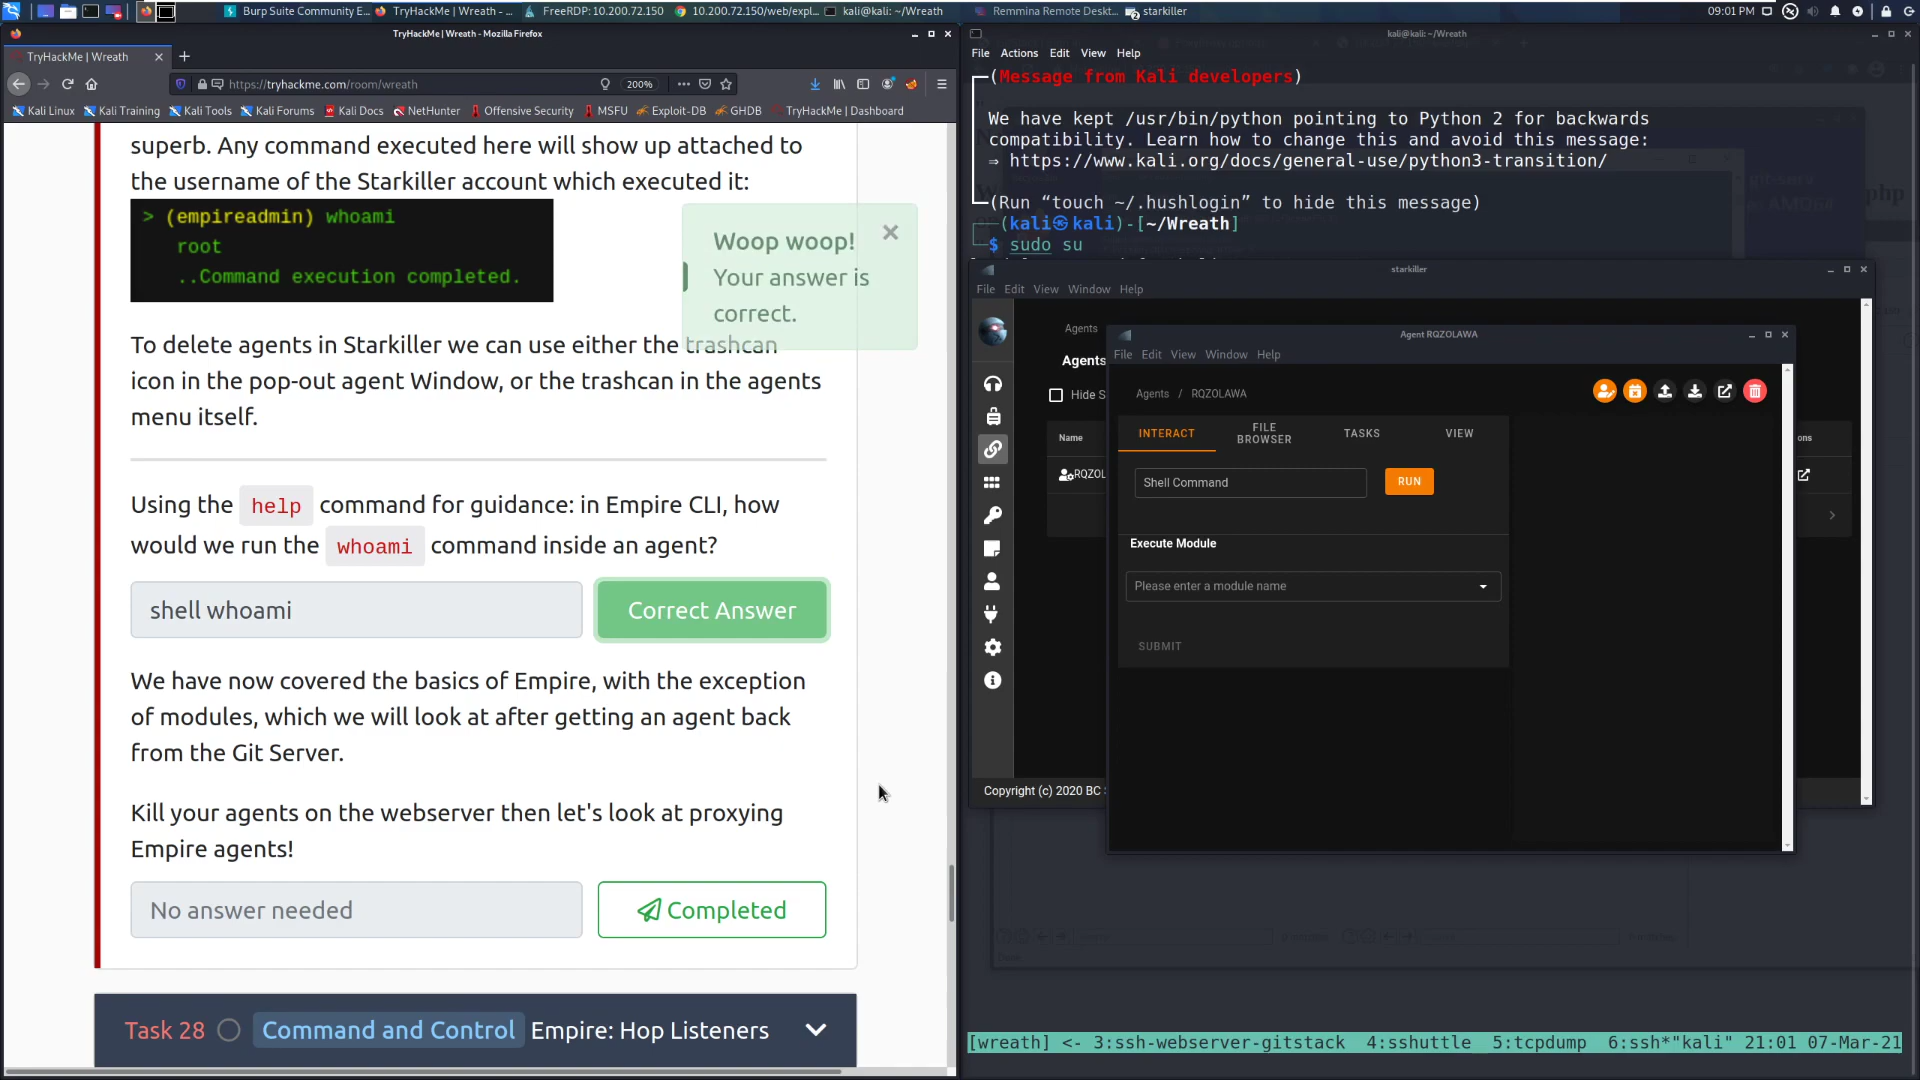 Burp Suite Community E...
TryHackMe | Wreath - ...
FreeRDP: 10.200.72.150
10.200.72.150/web/expl...
kali@kali: ~/Wreath
Remmina Remote Deskt...
starkiller
09:01 PM
TryHackMe | Wreath - Mozilla Firefox
TryHackMe | Wreath
https://tryhackme.com/room/wreath
200%
Kali Linux
Kali Training
Kali Tools
Kali Forums
Kali Docs
NetHunter
Offensive Security
MSFU
Exploit-DB
GHDB
TryHackMe | Dashboard
superb. Any command executed here will show up attached to
the username of the Starkiller account which executed it:
> (empireadmin) whoami
root
..Command execution completed.
Woop woop!
Your answer is
correct.
To delete agents in Starkiller we can use either the trashcan
icon in the pop-out agent Window, or the trashcan in the agents
menu itself.
Using the help command for guidance: in Empire CLI, how
would we run the whoami command inside an agent?
shell whoami
Correct Answer
We have now covered the basics of Empire, with the exception
of modules, which we will look at after getting an agent back
from the Git Server.
Kill your agents on the webserver then let's look at proxying
Empire agents!
No answer needed
Completed
Task 28 Command and Control Empire: Hop Listeners
kali@kali: ~/Wreath
File Actions Edit View Help
(Message from Kali developers)
We have kept /usr/bin/python pointing to Python 2 for backwards
compatibility. Learn how to change this and avoid this message:
⇒ https://www.kali.org/docs/general-use/python3-transition/
(Run “touch ~/.hushlogin” to hide this message)
(kali㉿kali)-[~/Wreath]
$ sudo su
starkiller
File Edit View Window Help
Agents
Agents
Hide S
Name
RQZOL
ons
Copyright (c) 2020 BC
Agent RQZOLAWA
File Edit View Window Help
Agents / RQZOLAWA
INTERACT
FILE BROWSER
TASKS
VIEW
Shell Command
RUN
Execute Module
Please enter a module name
SUBMIT
[wreath] <- 3:ssh-webserver-gitstack 4:sshuttle 5:tcpdump 6:ssh*"kali" 21:01 07-Mar-21